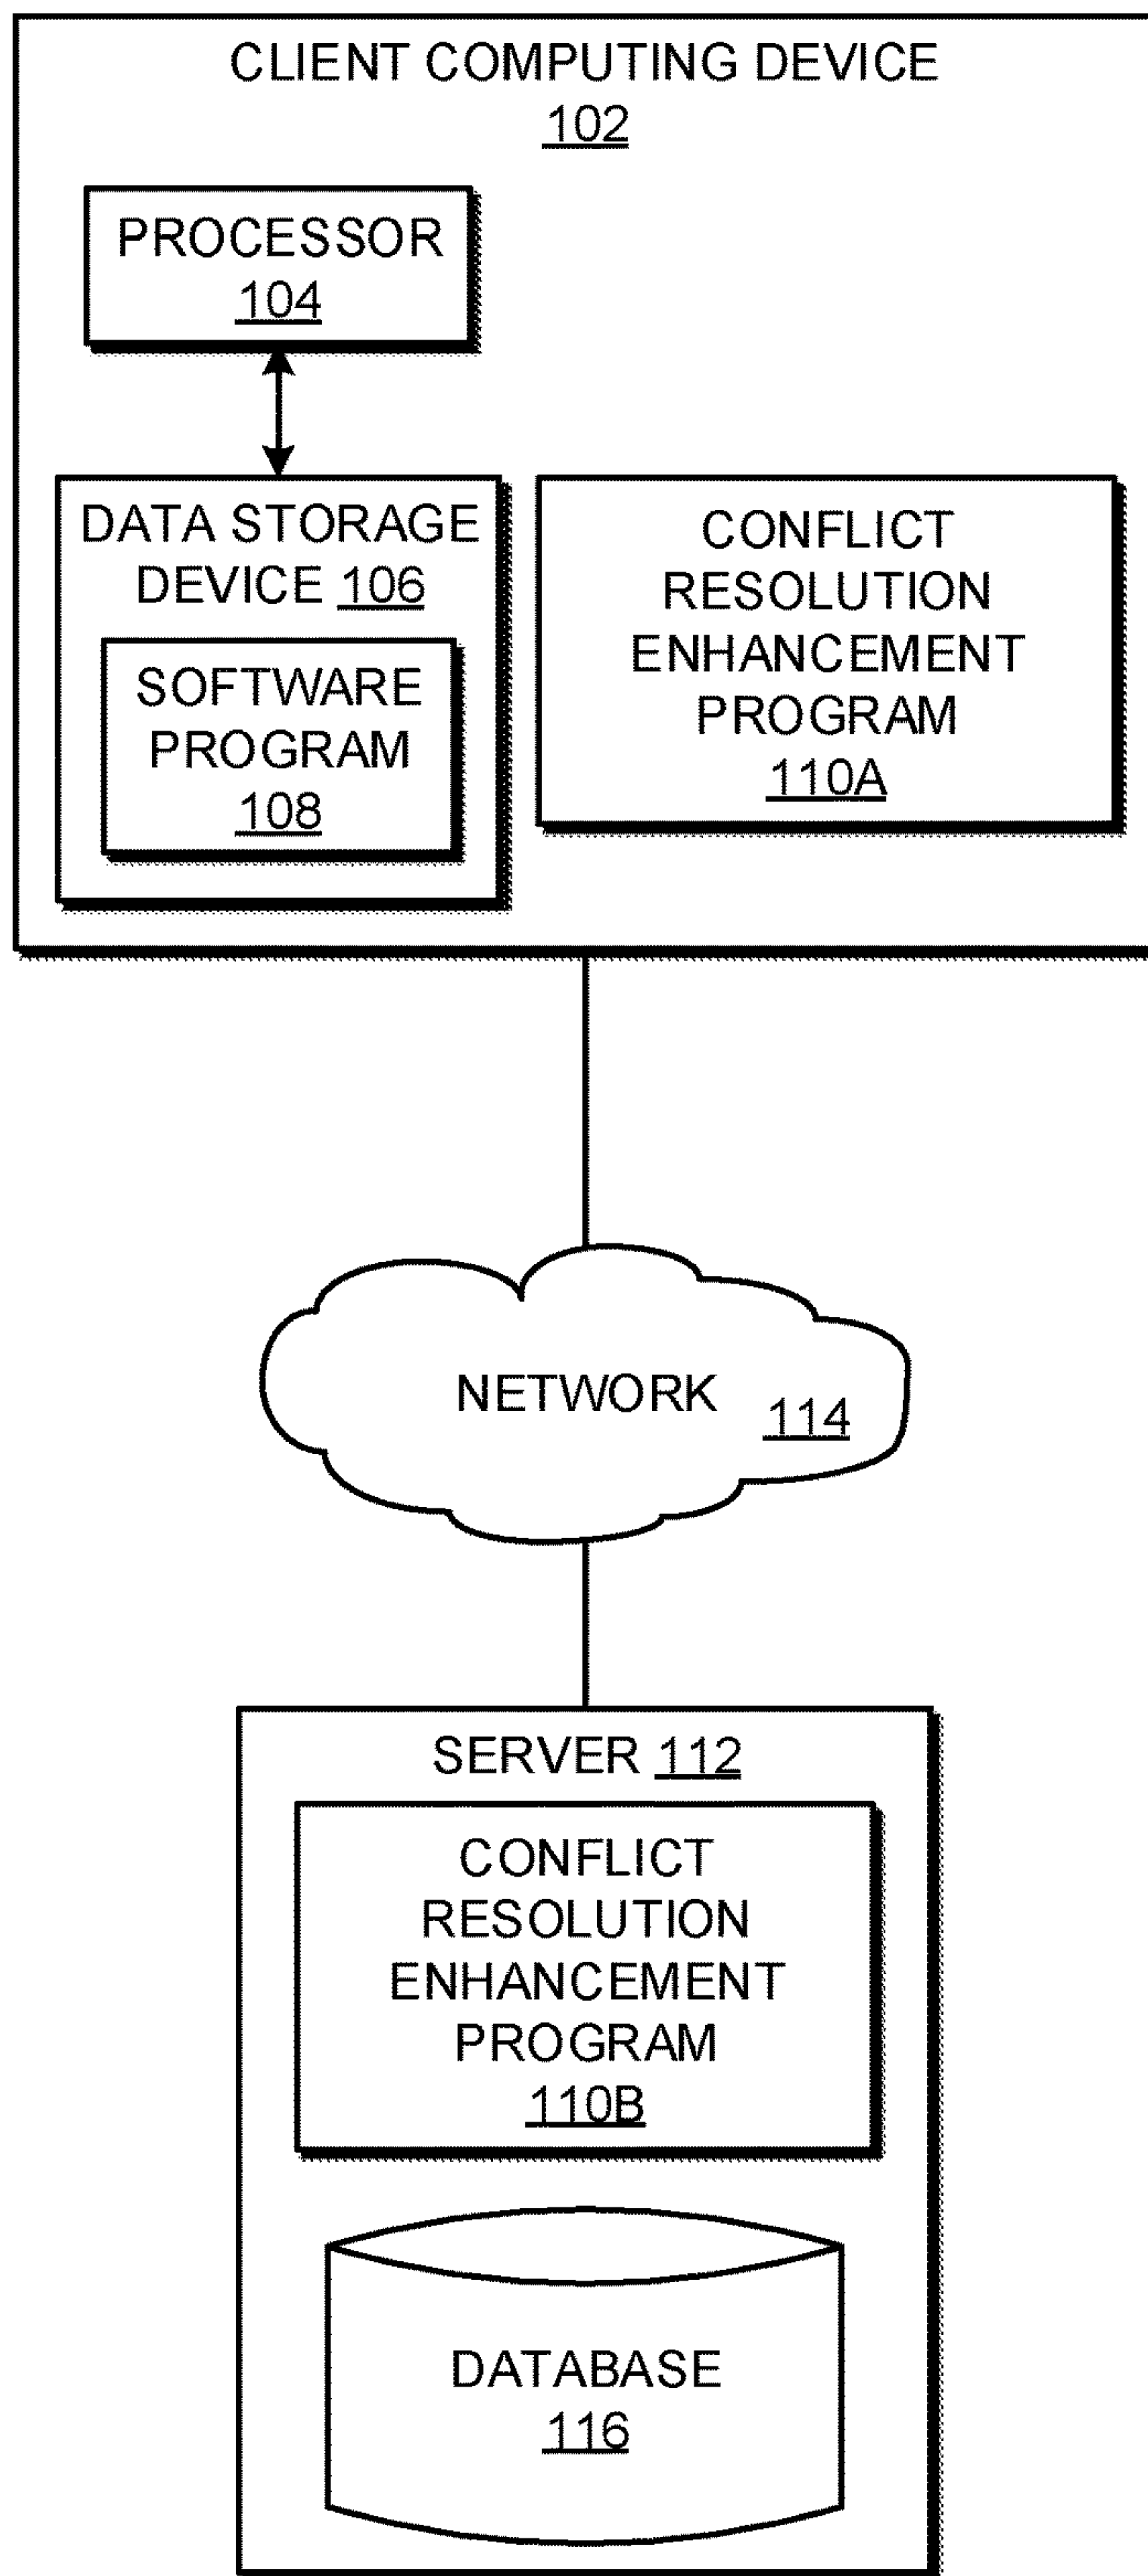 CLIENT COMPUTING DEVICE
102
PROCESSOR
104
DATA STORAGE
DEVICE 106
SOFTWARE
PROGRAM
108
CONFLICT
RESOLUTION
ENHANCEMENT
PROGRAM
110A
NETWORK 114
SERVER 112
CONFLICT
RESOLUTION
ENHANCEMENT
PROGRAM
110B
DATABASE
116